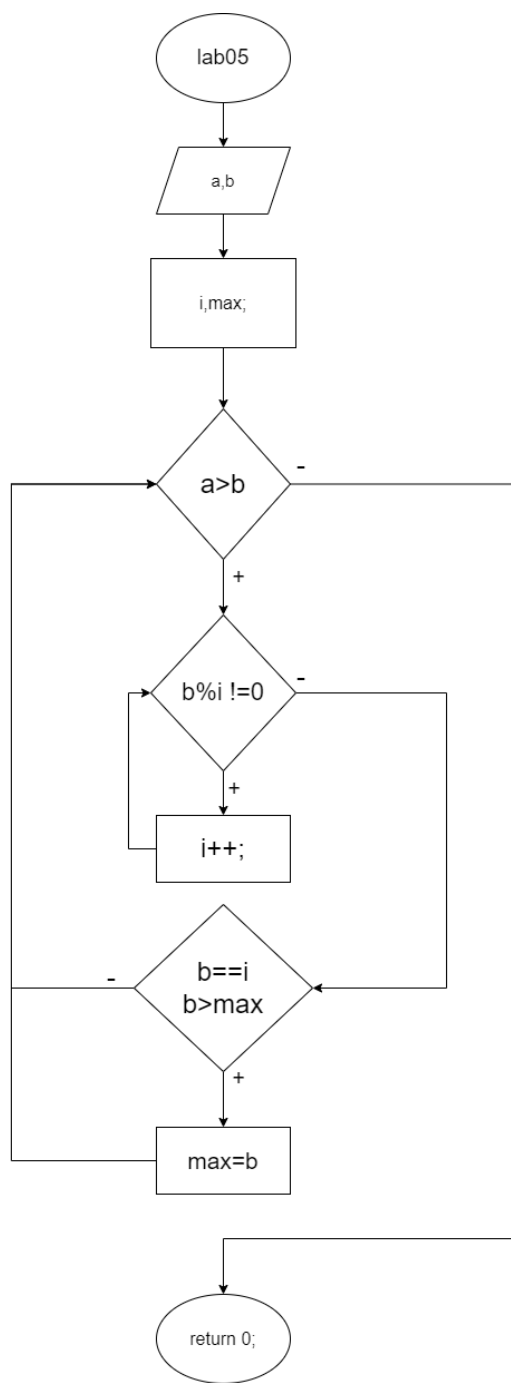 lab05
a,b
i,max;
a>b
-
+
b%i !=0
-
+
i++;
b==i
b>max
-
+
max=b
return 0;